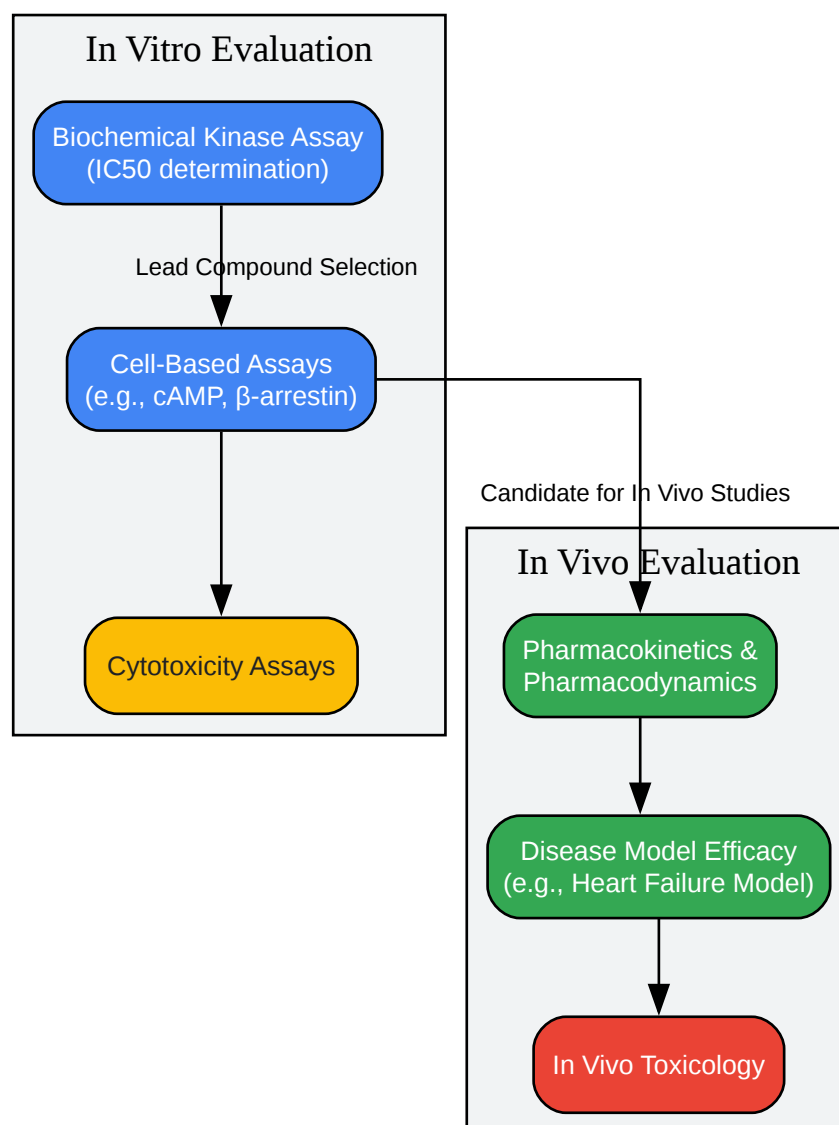 In Vitro Evaluation
Biochemical Kinase Assay
(IC50 determination)
Lead Compound Selection
Cell-Based Assays
(e.g., cAMP, β-arrestin)
Cytotoxicity Assays
Candidate for In Vivo Studies
In Vivo Evaluation
Pharmacokinetics &
Pharmacodynamics
Disease Model Efficacy
(e.g., Heart Failure Model)
In Vivo Toxicology